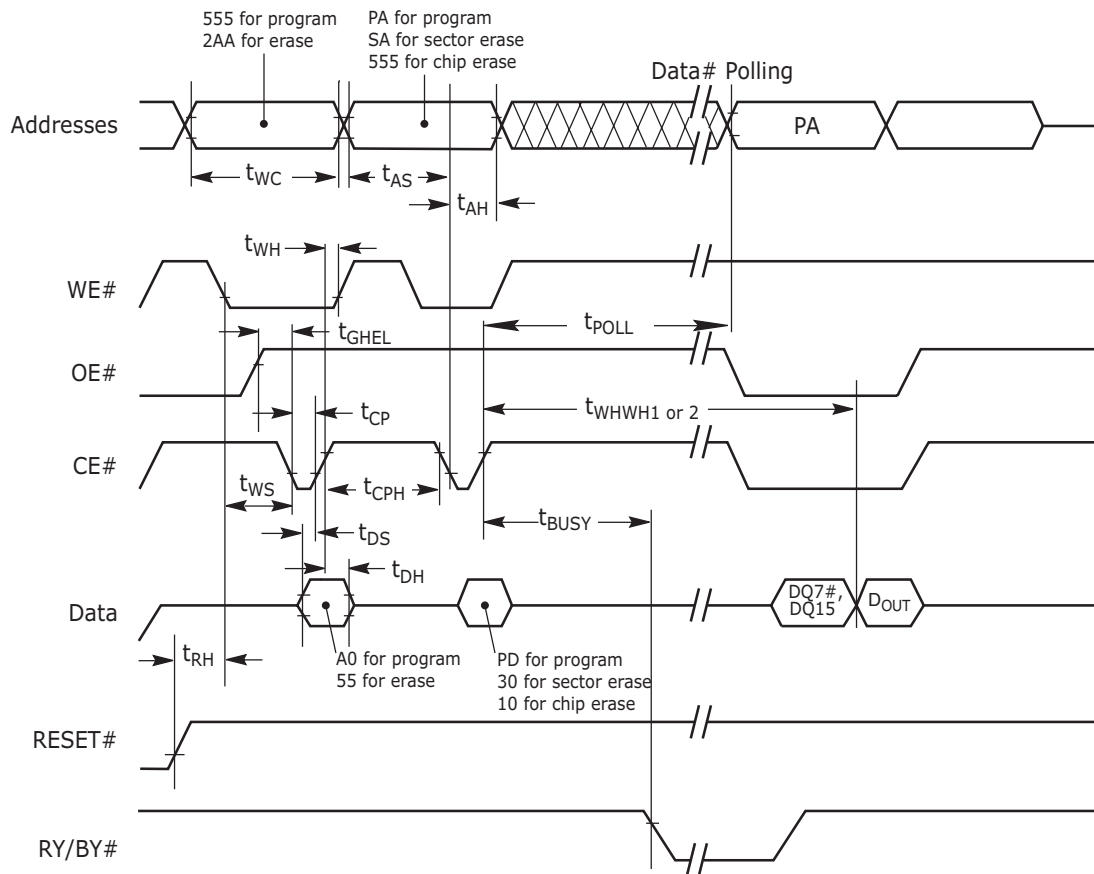 555 for program
2AA for erase
PA for program
SA for sector erase
555 for chip erase
Data# Polling
Addresses
PA
tWC
tAS
tAH
tWH
WE#
tGHEL
tPOLL
OE#
tCP
tWHWH1 or 2
CE#
tWS
tCPH
tBUSY
tDS
tDH
Data
DQ7#,
DQ15
DOUT
tRH
A0 for program
55 for erase
PD for program
30 for sector erase
10 for chip erase
RESET#
RY/BY#